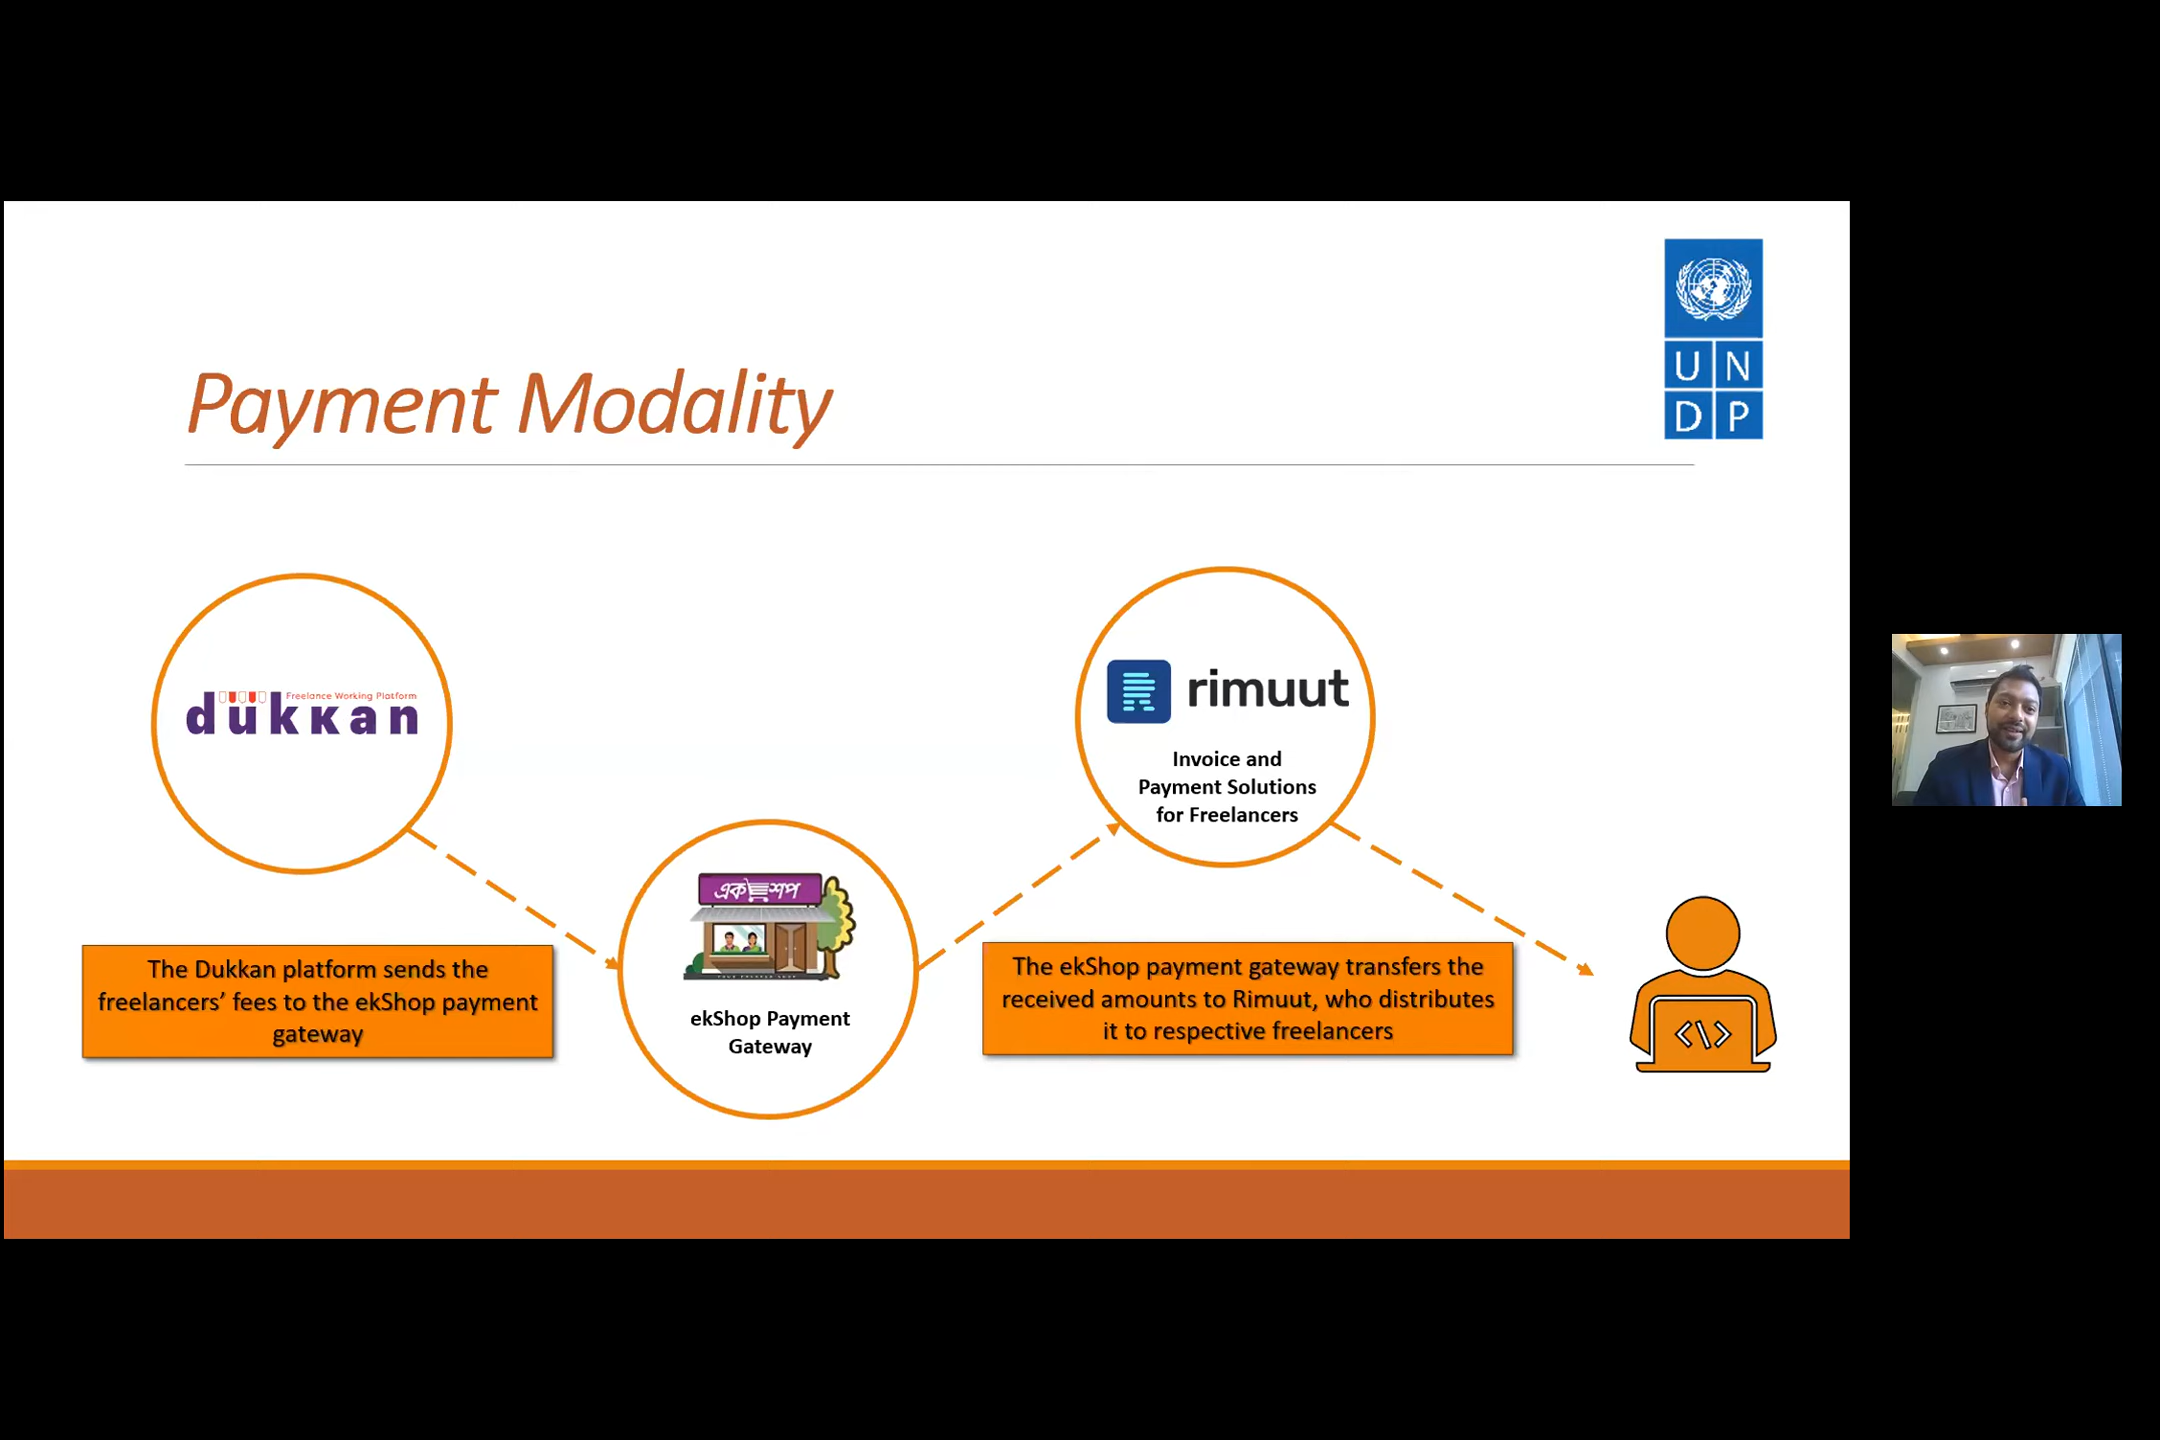 Payment Modality
U N
D P
Freelance Working Platform
dukkan
rimuut
Invoice and
Payment Solutions
for Freelancers
একশপ
ekShop Payment
Gateway
The Dukkan platform sends the
freelancers’ fees to the ekShop payment
gateway
The ekShop payment gateway transfers the
received amounts to Rimuut, who distributes
it to respective freelancers
<\>